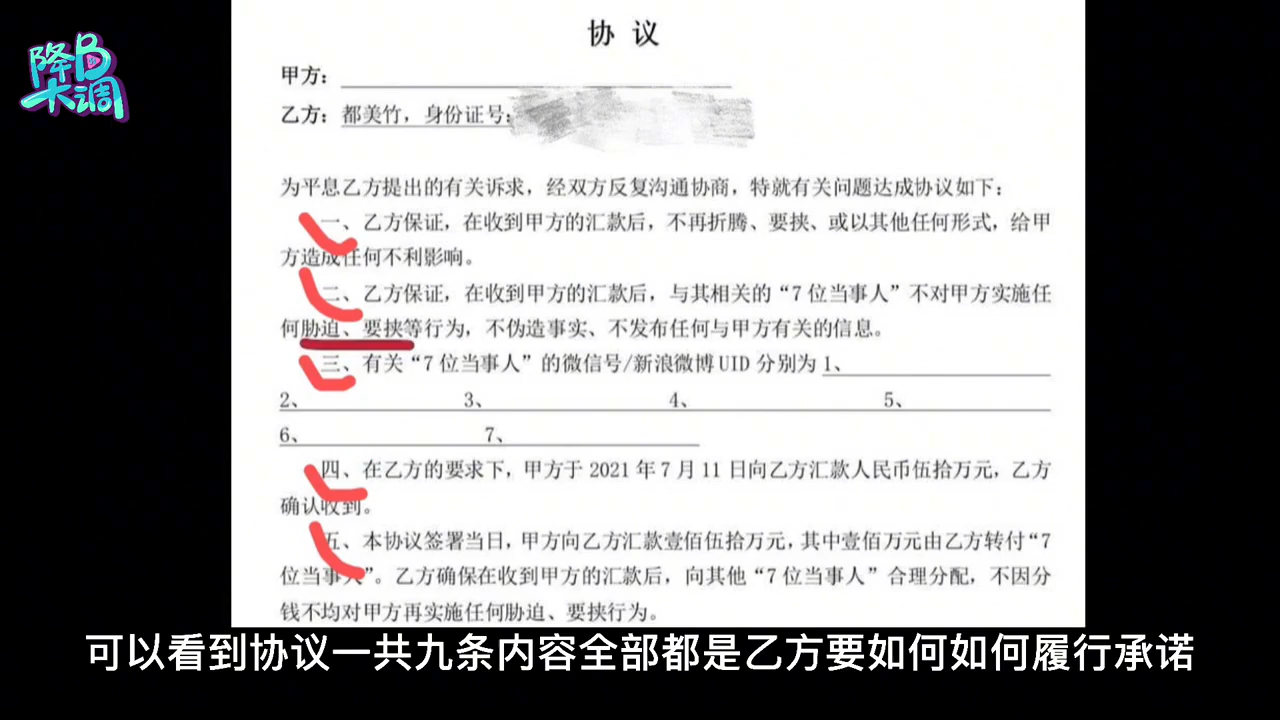 降B大调
协 议
甲方：
乙方：都美竹，身份证号：
为平息乙方提出的有关诉求，经双方反复沟通协商，特就有关问题达成协议如下：
一、乙方保证，在收到甲方的汇款后，不再折腾、要挟、或以其他任何形式，给甲
方造成任何不利影响。
二、乙方保证，在收到甲方的汇款后，与其相关的“7 位当事人”不对甲方实施任
何胁迫、要挟等行为，不伪造事实、不发布任何与甲方有关的信息。
三、有关“7 位当事人”的微信号/新浪微博 UID 分别为 1、
2、 3、 4、 5、
6、 7、
四、在乙方的要求下，甲方于 2021 年 7 月 11 日向乙方汇款人民币伍拾万元，乙方
确认收到。
五、本协议签署当日，甲方向乙方汇款壹佰伍拾万元，其中壹佰万元由乙方转付“7
位当事人”。乙方确保在收到甲方的汇款后，向其他“7 位当事人”合理分配，不因分
钱不均对甲方再实施任何胁迫、要挟行为。
可以看到协议一共九条内容全部都是乙方要如何如何履行承诺